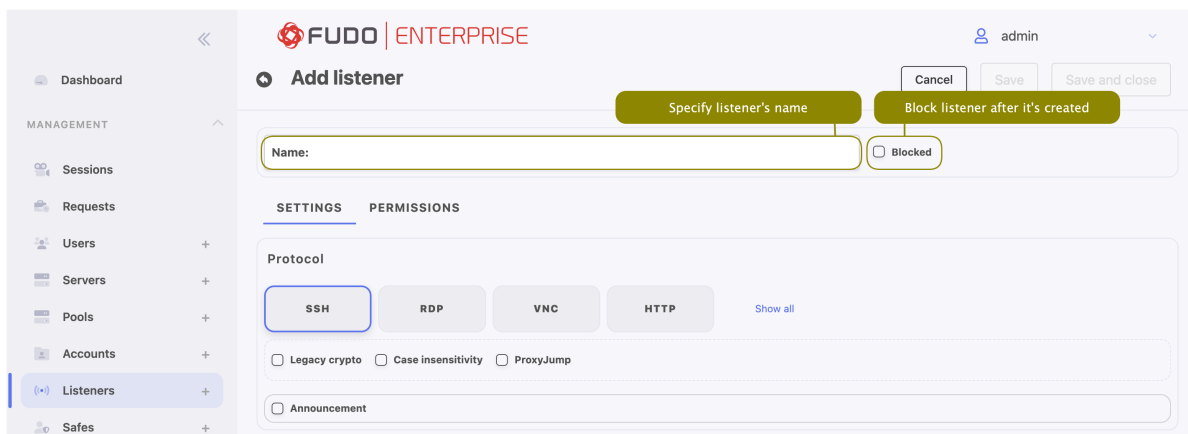 FUDO ENTERPRISE
admin
Dashboard
Add listener
Cancel
Save
Save and close
Specify listener's name
Block listener after it's created
MANAGEMENT
Name:
Blocked
Sessions
Requests
SETTINGS
PERMISSIONS
Users +
Protocol
Servers +
SSH
RDP
VNC
HTTP
Show all
Pools +
Accounts +
Legacy crypto
Case insensitivity
ProxyJump
Listeners +
Announcement
Safes +